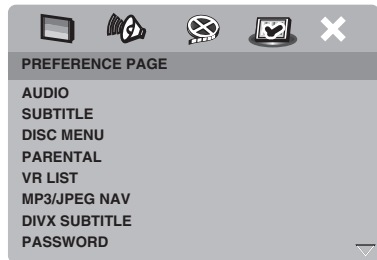 PREFERENCE PAGE
AUDIO
SUBTITLE
DISC MENU
PARENTAL
VR LIST
MP3/JPEG NAV
DIVX SUBTITLE
PASSWORD